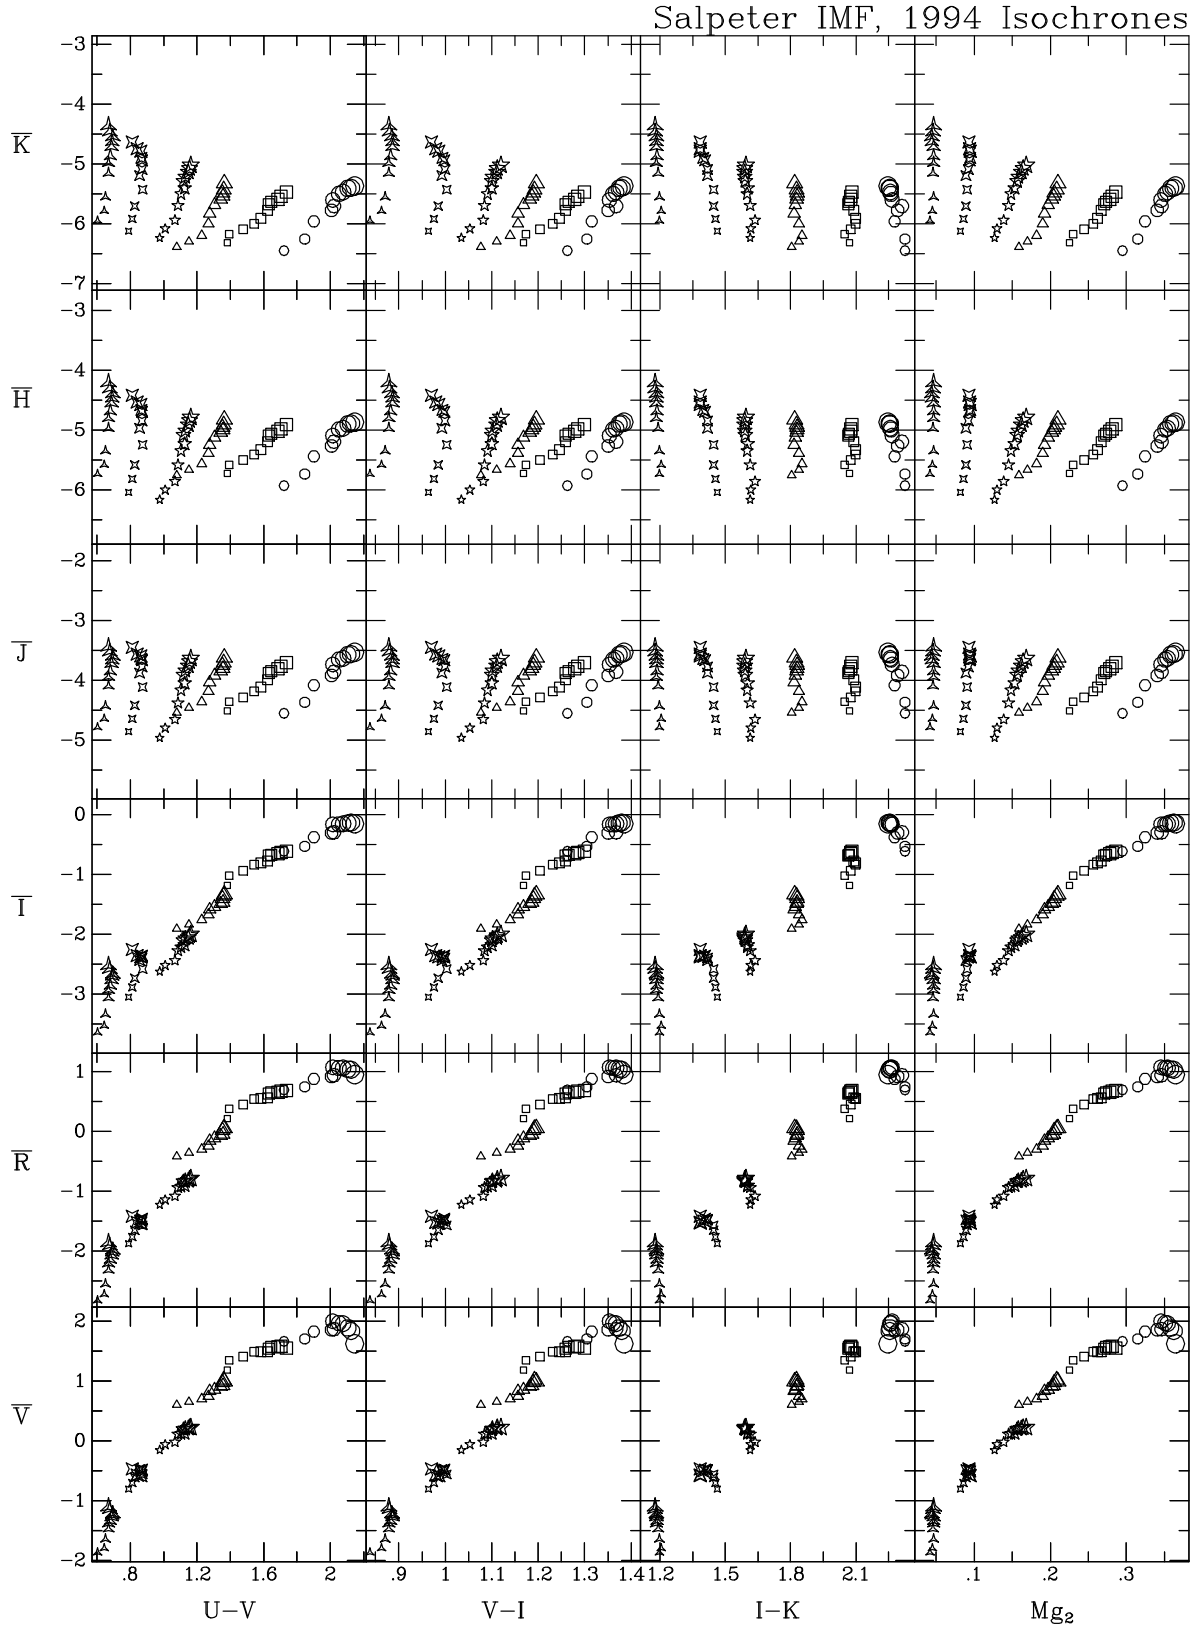 Salpeter IMF, 1994 Isochrones
−3
−4
K̅
−5
−6
−7
−3
−4
H̅
−5
−6
−2
−3
J̅
−4
−5
0
−1
I̅
−2
−3
1
0
R̅
−1
−2
2
1
V̅
0
−1
−2
.8 1.2 1.6 2 .9 1 1.1 1.2 1.3 1.4 1.2 1.5 1.8 2.1 .1 .2 .3
U−V V−I I−K Mg₂